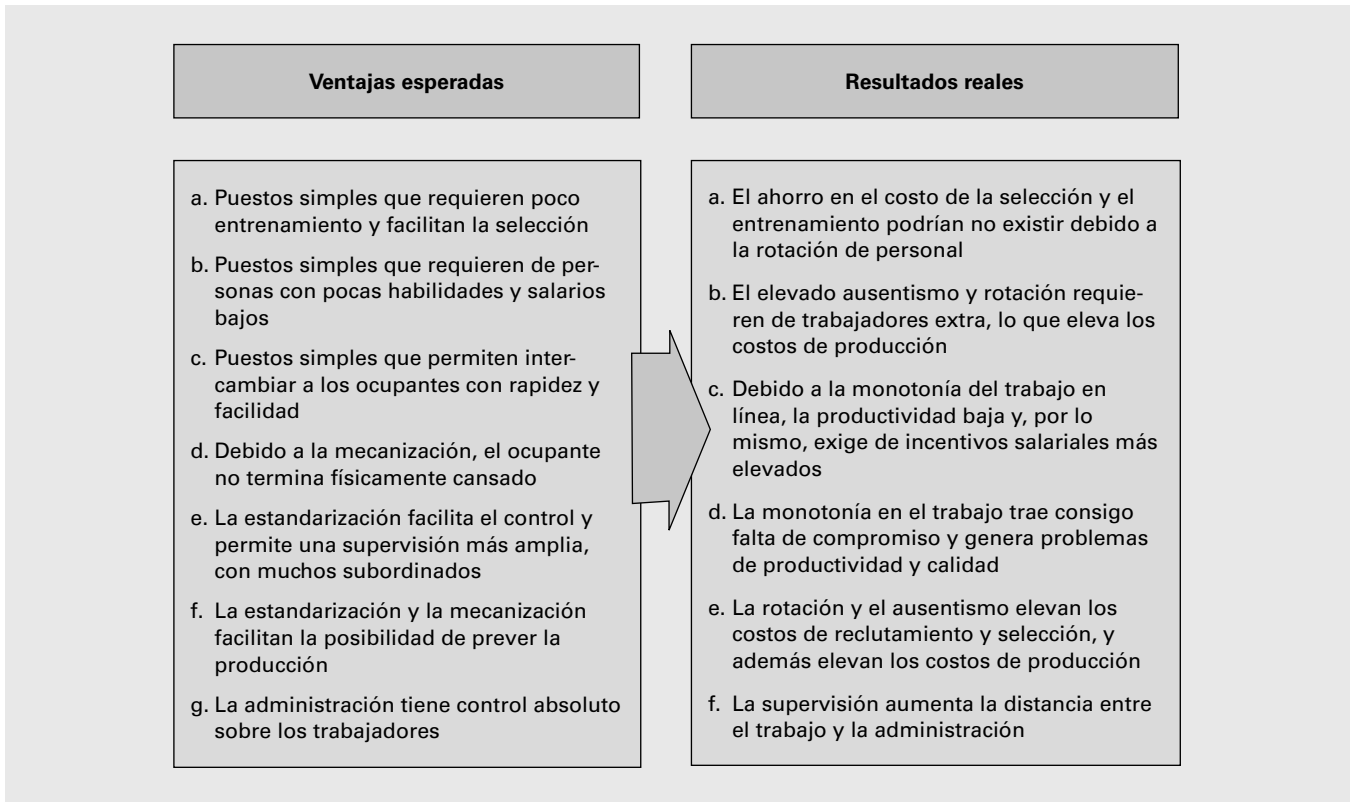 Ventajas esperadas
a. Puestos simples que requieren poco
entrenamiento y facilitan la selección
b. Puestos simples que requieren de per-
sonas con pocas habilidades y salarios
bajos
c. Puestos simples que permiten inter-
cambiar a los ocupantes con rapidez y
facilidad
d. Debido a la mecanización, el ocupante
no termina físicamente cansado
e. La estandarización facilita el control y
permite una supervisión más amplia,
con muchos subordinados
f. La estandarización y la mecanización
facilitan la posibilidad de prever la
producción
g. La administración tiene control absoluto
sobre los trabajadores
Resultados reales
a. El ahorro en el costo de la selección y el
entrenamiento podrían no existir debido a
la rotación de personal
b. El elevado ausentismo y rotación requie-
ren de trabajadores extra, lo que eleva los
costos de producción
c. Debido a la monotonía del trabajo en
línea, la productividad baja y, por lo
mismo, exige de incentivos salariales más
elevados
d. La monotonía en el trabajo trae consigo
falta de compromiso y genera problemas
de productividad y calidad
e. La rotación y el ausentismo elevan los
costos de reclutamiento y selección, y
además elevan los costos de producción
f. La supervisión aumenta la distancia entre
el trabajo y la administración